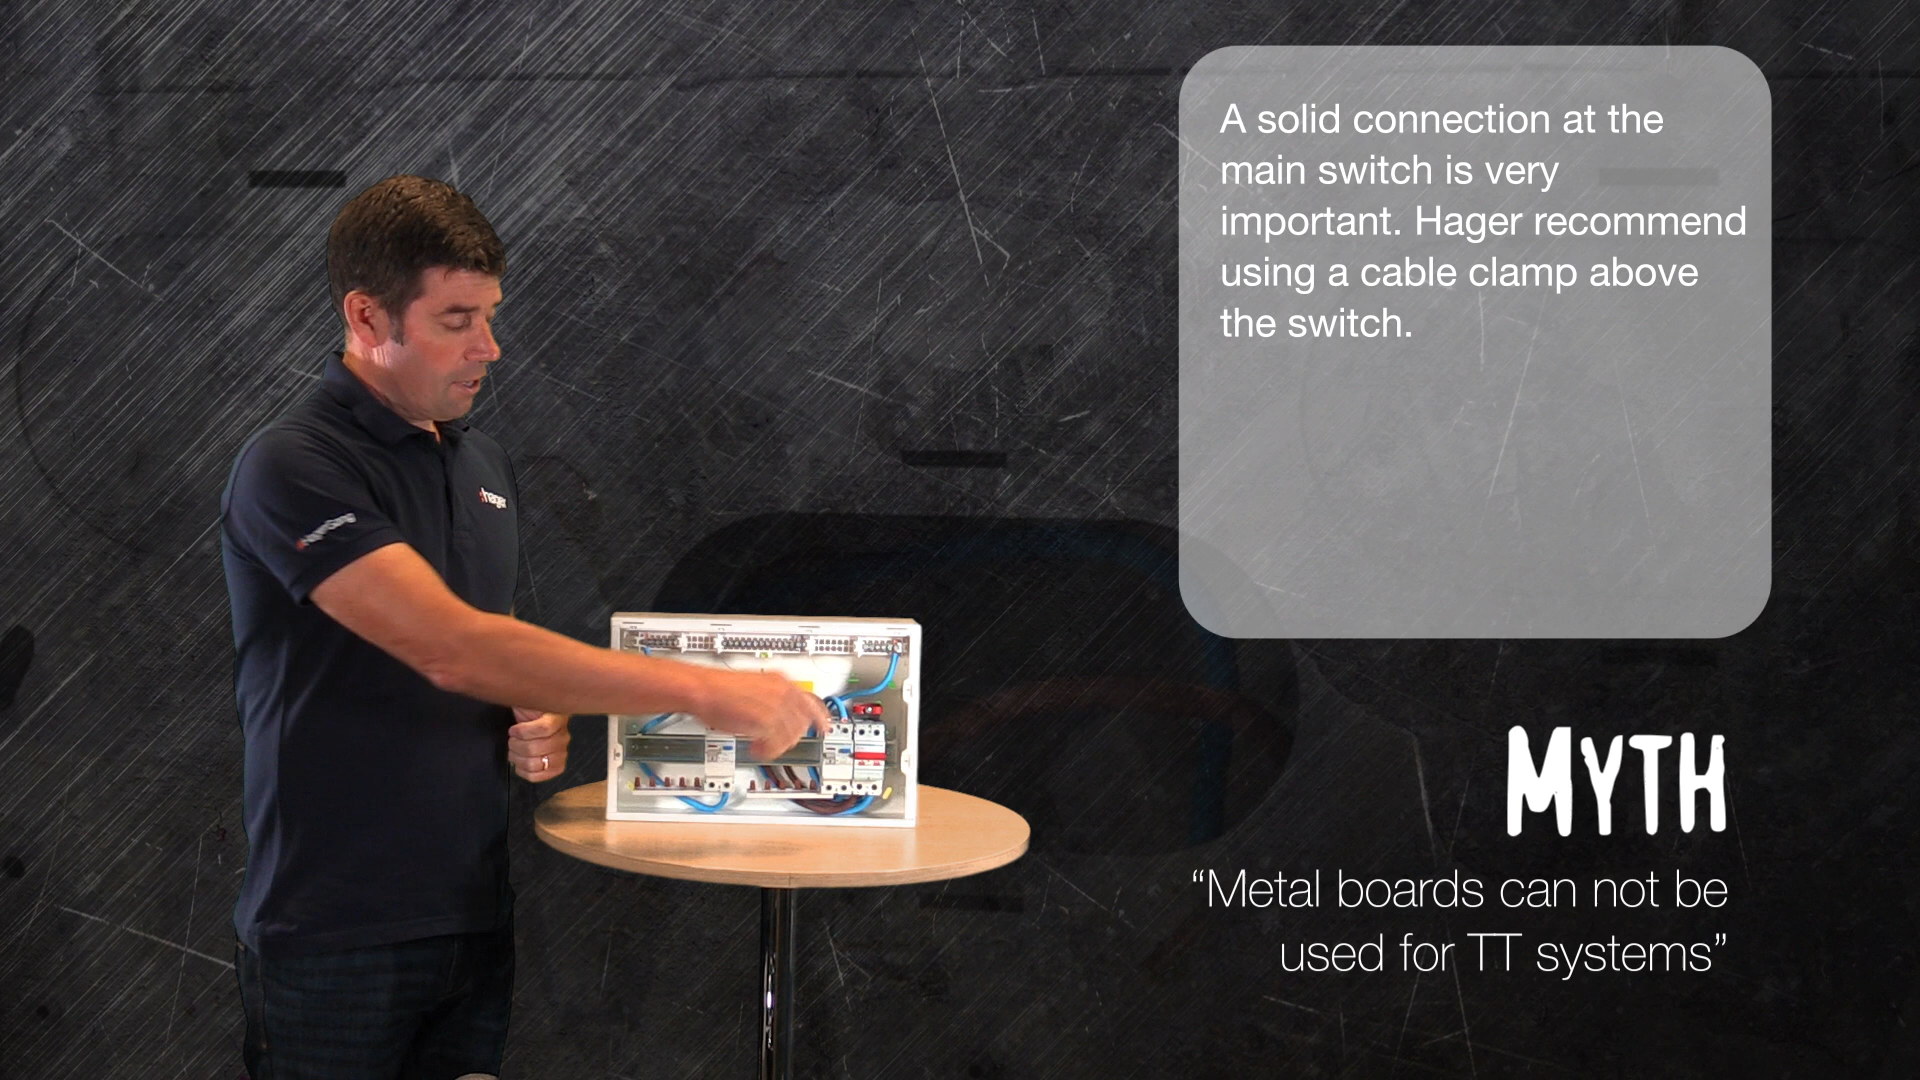 A solid connection at the
main switch is very
important. Hager recommend
using a cable clamp above
the switch.
:hager
MYTH
“Metal boards can not be
used for TT systems”